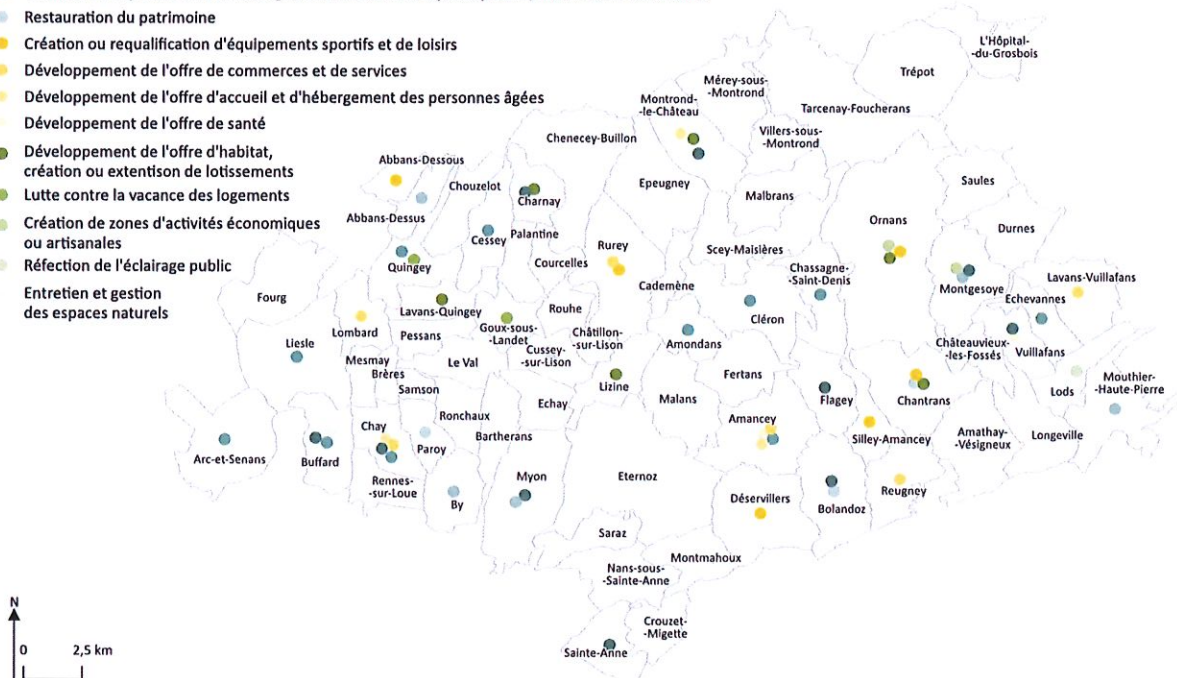 Restauration du patrimoine
Création ou requalification d'équipements sportifs et de loisirs
Développement de l'offre de commerces et de services
Développement de l'offre d'accueil et d'hébergement des personnes âgées
Développement de l'offre de santé
Développement de l'offre d'habitat,
création ou extentison de lotissements
Lutte contre la vacance des logements
Création de zones d'activités économiques
ou artisanales
Réfection de l'éclairage public
Entretien et gestion
des espaces naturels
L'Hôpital-
-du-Grosbois
Trépot
Mérey-sous-
-Montrond
Montrond-
-le-Château
Tarcenay-Foucherans
Villers-sous-
-Montrond
Chenecey-Buillon
Abbans-Dessous
Chouzelot
Charnay
Epeugney
Malbrans
Saules
Abbans-Dessus
Ornans
Durnes
Cessey
Palantine
Rurey
Scey-Maisières
Courcelles
Quingey
Chassagne-
-Saint-Denis
Cademène
Montgesoye
Lavans-Vuillafans
Echevannes
Fourg
Lavans-Quingey
Rouhe
Cléron
Lombard
Pessans
Goux-sous-
-Landet
Châtillon-
-sur-Lison
Amondans
Liesle
Châteauvieux-
-les-Fossés
Vuillafans
Cussey-
-sur-Lison
Mesmay
Le Val
Brères
Samson
Lizine
Fertans
Mouthier-
-Haute-Pierre
Lods
Malans
Flagey
Chantrans
Echay
Ronchaux
Chay
Amancey
Bartherans
Paroy
Silley-Amancey
Amathay-
-Vésigneux
Longeville
Arc-et-Senans
Buffard
Rennes-
-sur-Loue
Myon
Eternoz
By
Déservillers
Reugney
Bolandoz
Saraz
Montmahoux
Nans-sous-
-Sainte-Anne
Crouzet-
-Migette
Sainte-Anne
N
0 2,5 km